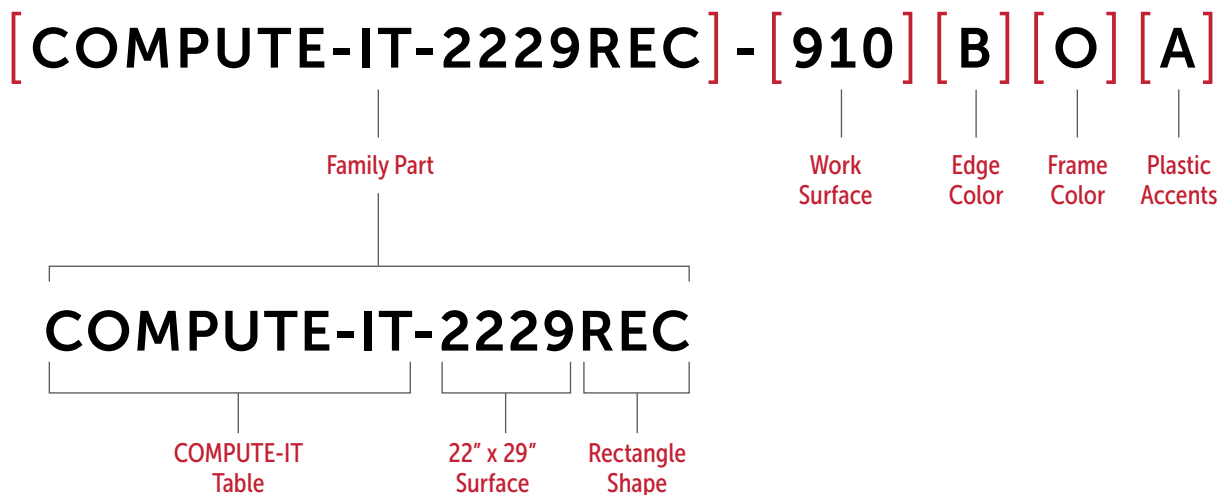 [COMPUTE-IT-2229REC] - [910] [B] [O] [A]
Family Part
Work Surface
Edge Color
Frame Color
Plastic Accents
COMPUTE-IT-2229REC
COMPUTE-IT Table
22" x 29" Surface
Rectangle Shape